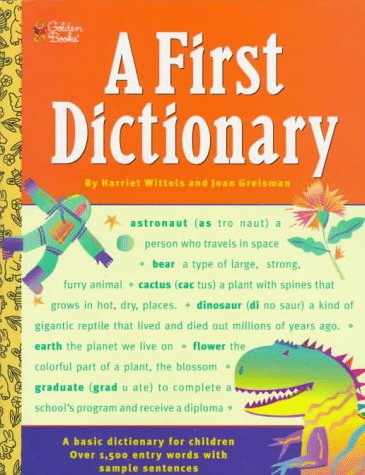 Golden
Books
A First
Dictionary
By Harriet Wittels and Joan Greisman
astronaut (as tro naut) a
person who travels in space
• bear a type of large, strong,
furry animal • cactus (cac tus) a plant with spines that
grows in hot, dry, places. • dinosaur (di no saur) a kind of
gigantic reptile that lived and died out millions of years ago. •
earth the planet we live on • flower the
colorful part of a plant, the blossom •
graduate (grad u ate) to complete a
school's program and receive a diploma •
A basic dictionary for children
Over 1,500 entry words with
sample sentences